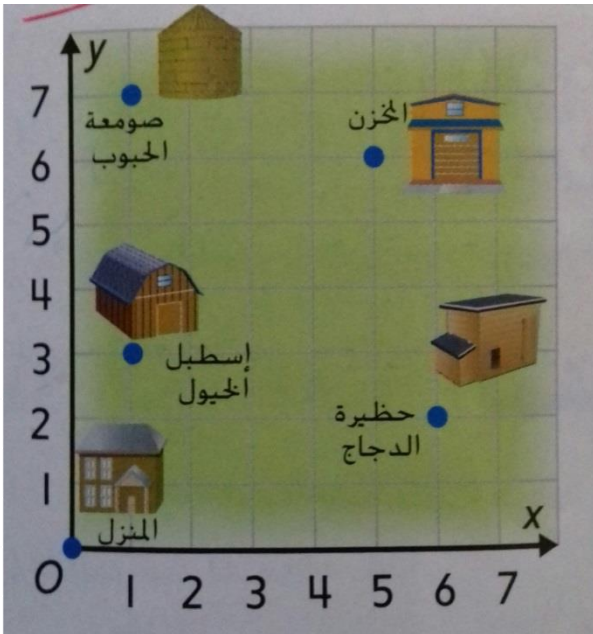 y
7
صومعة
الحبوب
المخزن
6
5
4
3
إسطبل
الخيول
2
حظيرة
الدجاج
1
المنزل
x
0 1 2 3 4 5 6 7